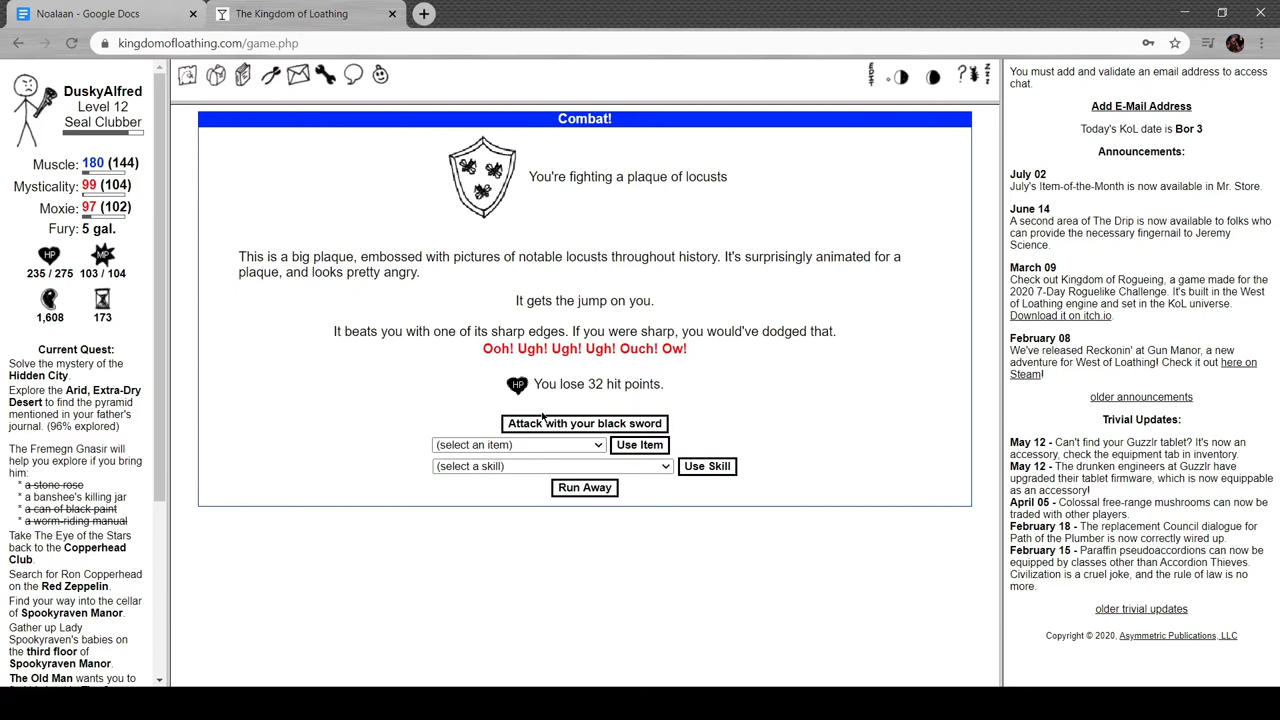 Noalaan - Google Docs
The Kingdom of Loathing
kingdomofloathing.com/game.php
DuskyAlfred
Level 12
Seal Clubber
Muscle: 180 (144)
Mysticality: 99 (104)
Moxie: 97 (102)
Fury: 5 gal.
HP MP
235 / 275 103 / 104
1,608 173
Current Quest:
Solve the mystery of the
Hidden City.
Explore the Arid, Extra-Dry
Desert to find the pyramid
mentioned in your father's
journal. (96% explored)
The Fremegn Gnasir will
help you explore if you bring
him:
* a stone rose
* a banshee's killing jar
* a can of black paint
* a worm-riding manual
Take The Eye of the Stars
back to the Copperhead
Club.
Search for Ron Copperhead
on the Red Zeppelin.
Find your way into the cellar
of Spookyraven Manor.
Gather up Lady
Spookyraven's babies on
the third floor of
Spookyraven Manor.
The Old Man wants you to
Combat!
You're fighting a plaque of locusts
This is a big plaque, embossed with pictures of notable locusts throughout history. It's surprisingly animated for a
plaque, and looks pretty angry.
It gets the jump on you.
It beats you with one of its sharp edges. If you were sharp, you would've dodged that.
Ooh! Ugh! Ugh! Ugh! Ouch! Ow!
HP You lose 32 hit points.
Attack with your black sword
(select an item) Use Item
(select a skill) Use Skill
Run Away
You must add and validate an email address to access
chat.
Add E-Mail Address
Today's KoL date is Bor 3
Announcements:
July 02
July's Item-of-the-Month is now available in Mr. Store.
June 14
A second area of The Drip is now available to folks who
can provide the necessary fingernail to Jeremy
Science.
March 09
Check out Kingdom of Rogueing, a game made for the
2020 7-Day Roguelike Challenge. It's built in the West
of Loathing engine and set in the KoL universe.
Download it on itch.io.
February 08
We've released Reckonin' at Gun Manor, a new
adventure for West of Loathing! Check it out here on
Steam!
older announcements
Trivial Updates:
May 12 - Can't find your Guzzlr tablet? It's now an
accessory, check the equipment tab in inventory.
May 12 - The drunken engineers at Guzzlr have
upgraded their tablet firmware, which is now equippable
as an accessory!
April 05 - Colossal free-range mushrooms can now be
traded with other players.
February 18 - The replacement Council dialogue for
Path of the Plumber is now correctly wired up.
February 15 - Paraffin pseudoaccordions can now be
equipped by classes other than Accordion Thieves.
Civilization is a cruel joke, and the rule of law is no
more.
older trivial updates
Copyright © 2020, Asymmetric Publications, LLC